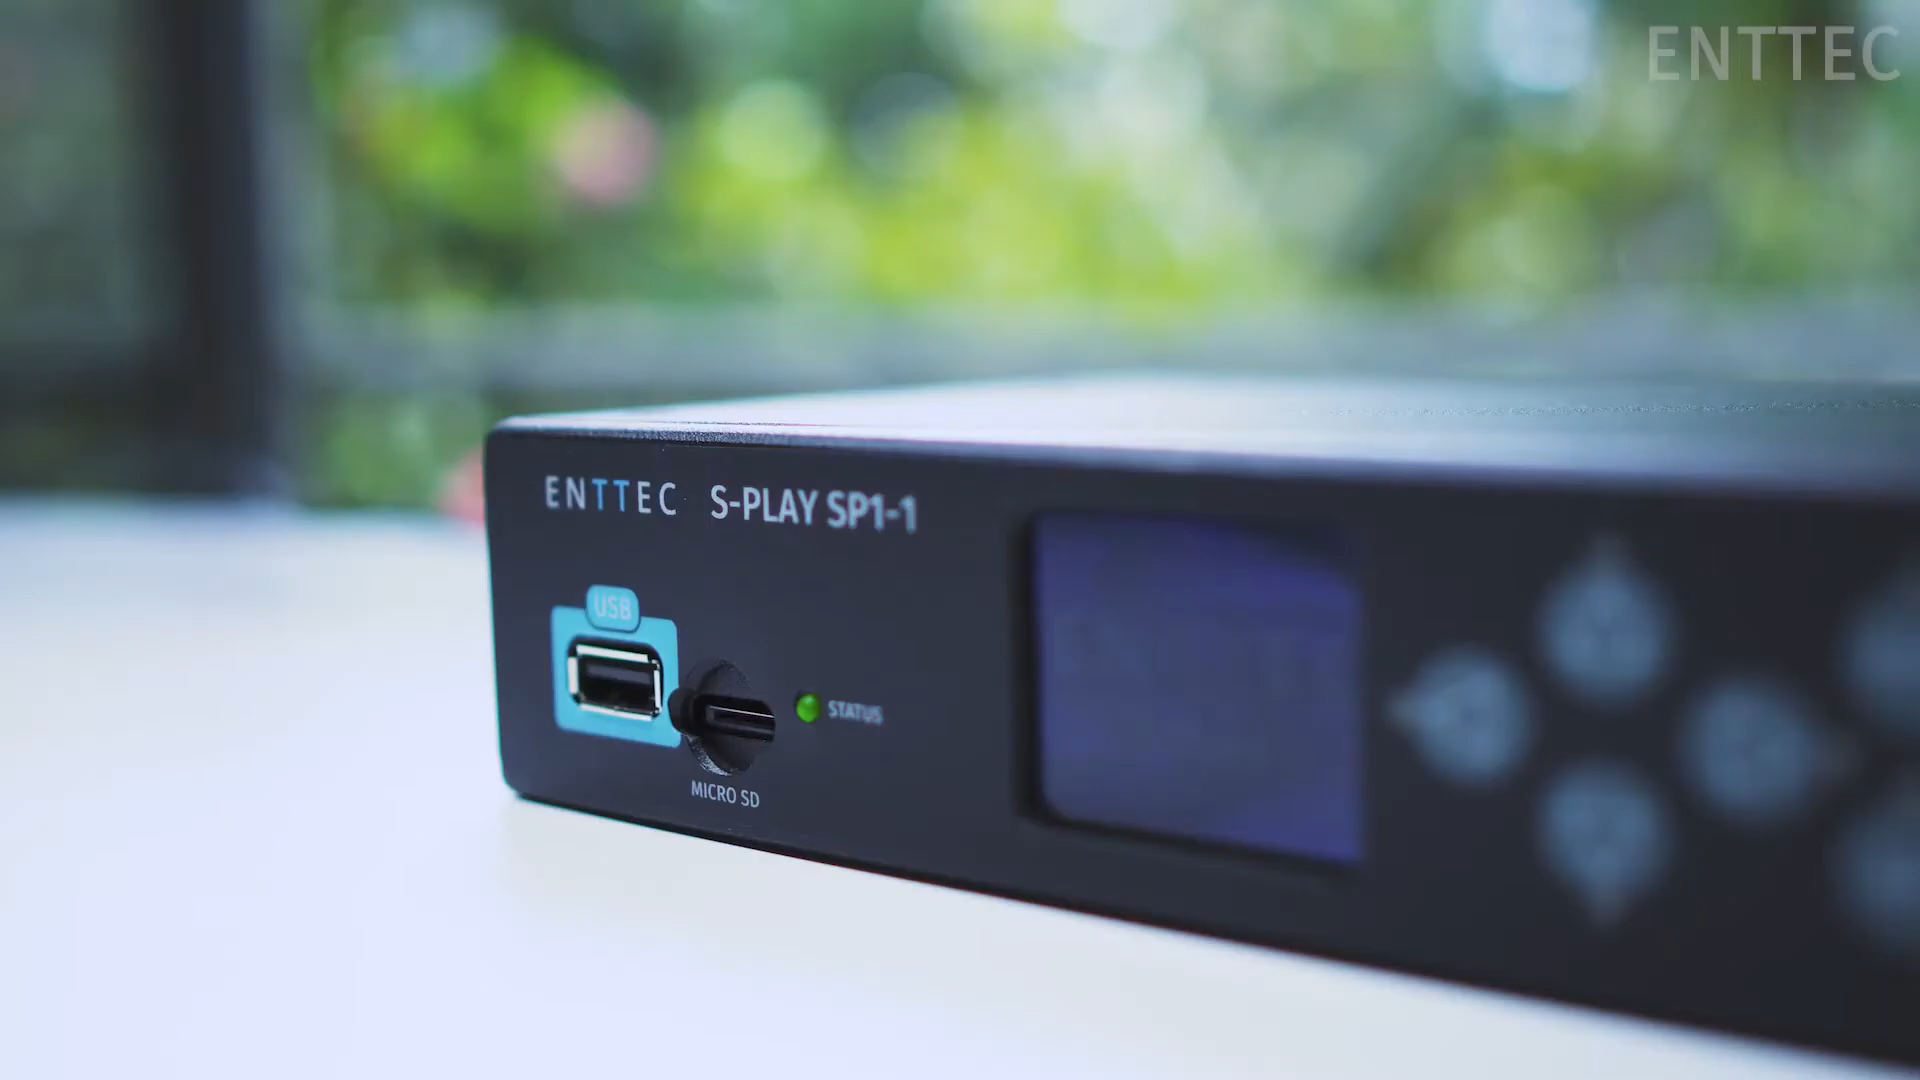 ENTTEC
ENTTEC S-PLAY SP1-1
USB
STATUS
MICRO SD